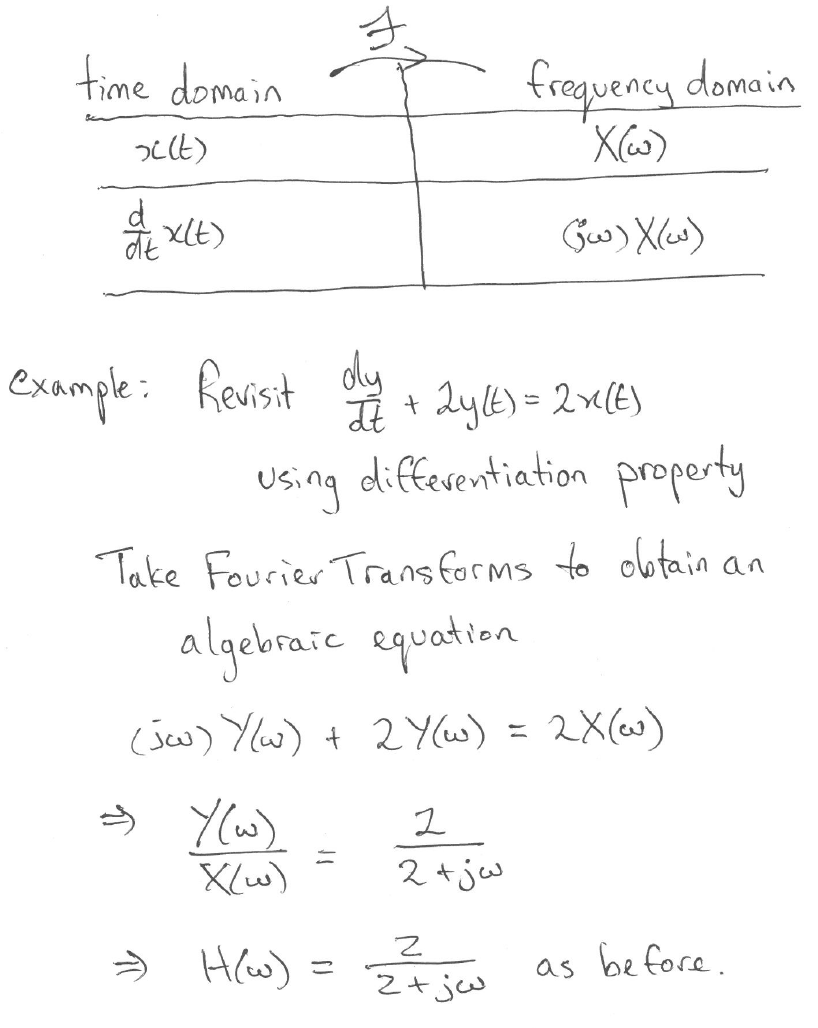 ℱ
time domain frequency domain
x(t) X(ω)
d/dt x(t) (jω) X(ω)
example: Revisit dy/dt + 2y(t) = 2x(t)
using differentiation property
Take Fourier Transforms to obtain an
algebraic equation
(jω) Y(ω) + 2Y(ω) = 2X(ω)
⇒ Y(ω)/X(ω) = 2/(2+jω)
⇒ H(ω) = 2/(2+jω) as before.